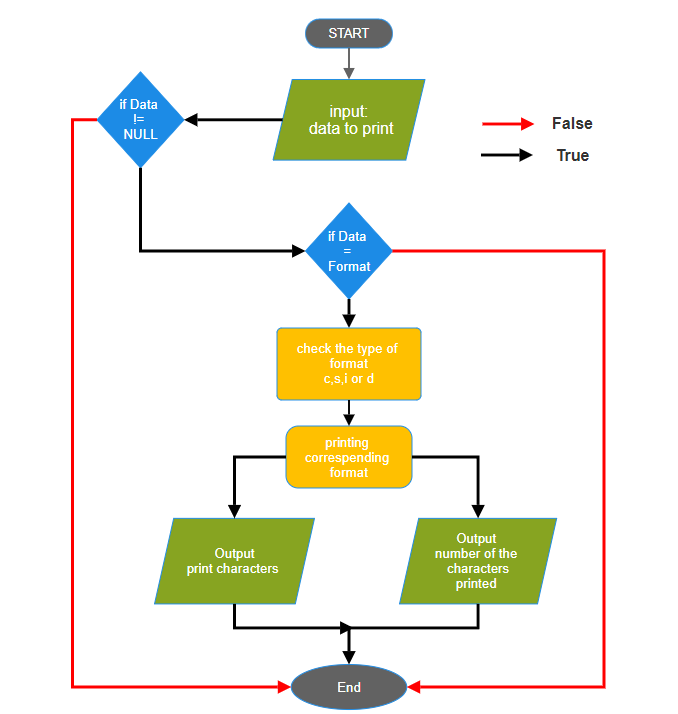 START
input:
data to print
if Data
!=
NULL
False
True
if Data
=
Format
check the type of
format
c,s,i or d
printing
correspending
format
Output
print characters
Output
number of the
characters
printed
End